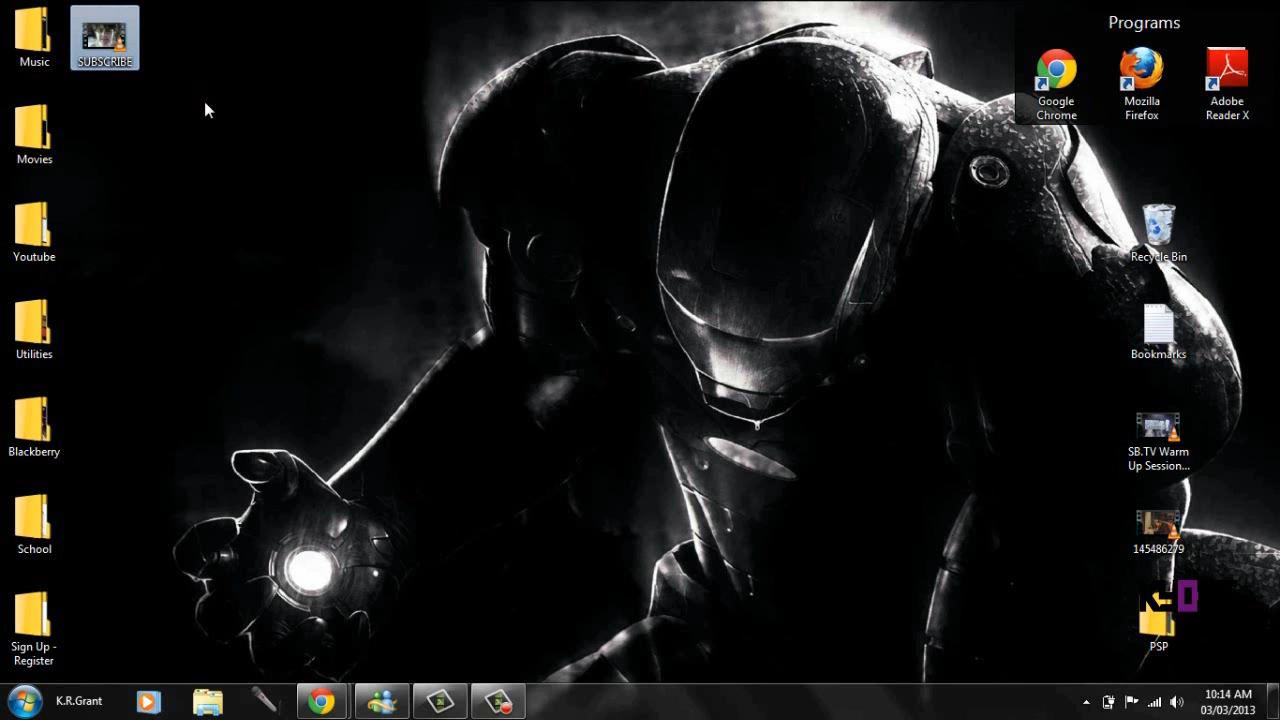 Music
SUBSCRIBE
Movies
Youtube
Utilities
Blackberry
School
Sign Up -
Register
Programs
Google
Chrome
Mozilla
Firefox
Adobe
Reader X
Recycle Bin
Bookmarks
SB.TV Warm
Up Session...
145486279
PSP
K.R.Grant
10:14 AM
03/03/2013